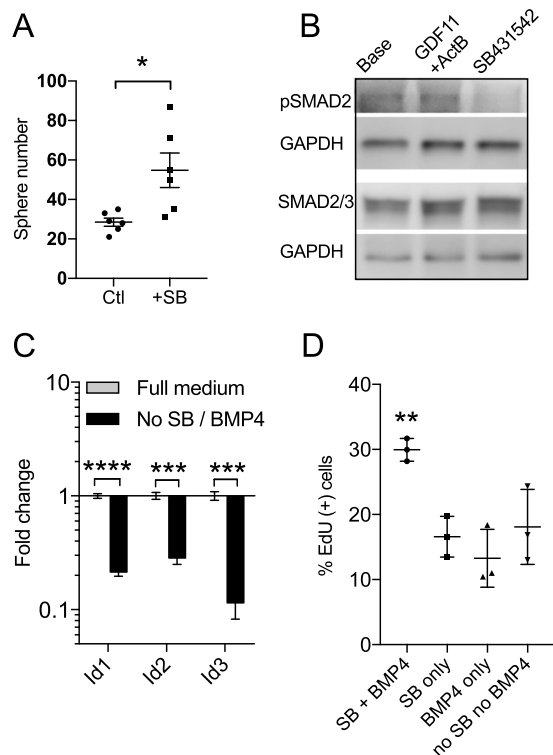 A
*
Sphere number
100
80
60
40
20
0
Ctl
+SB
B
Base
GDF11
+ActB
SB431542
pSMAD2
GAPDH
SMAD2/3
GAPDH
C
Full medium
No SB / BMP4
Fold change
10
1
0.1
****
***
***
Id1
Id2
Id3
D
% EdU (+) cells
40
30
20
10
0
**
SB + BMP4
SB only
BMP4 only
no SB no BMP4